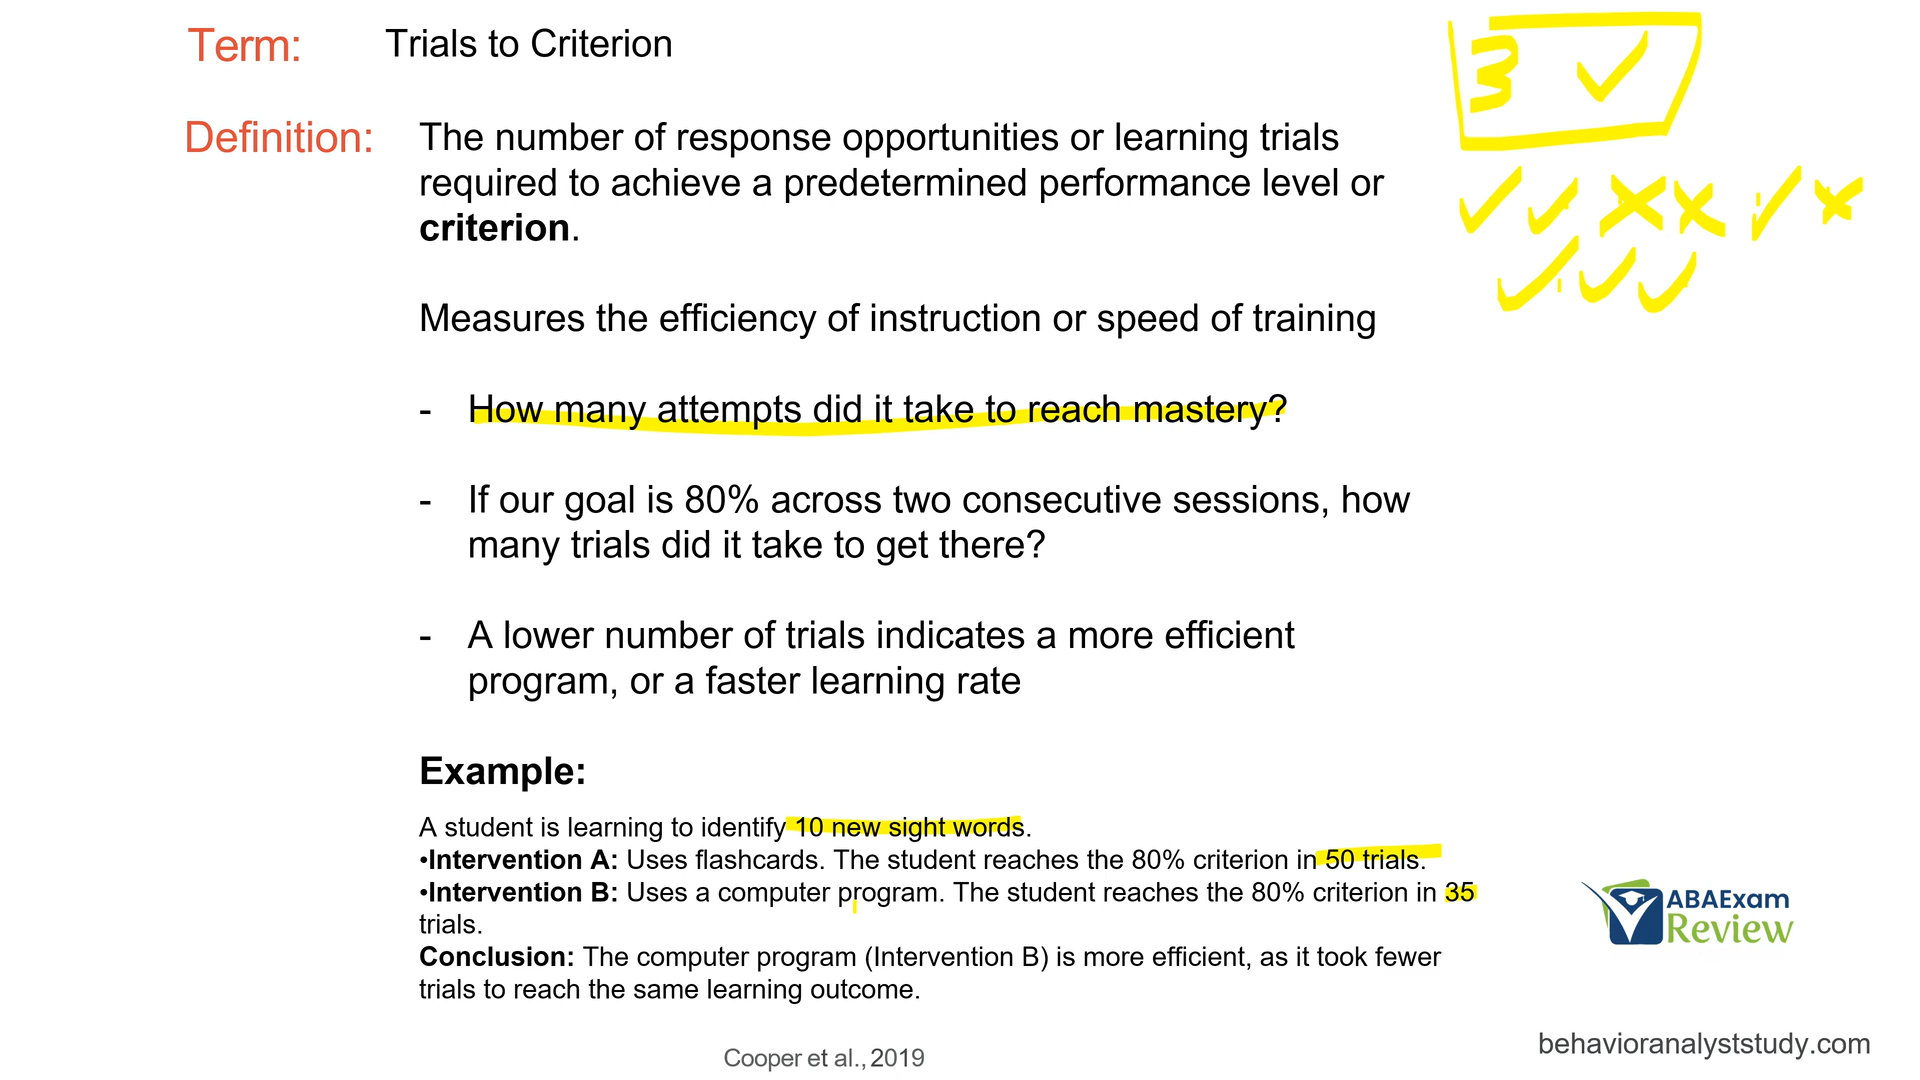 Term: Trials to Criterion
3 ✓
Definition: The number of response opportunities or learning trials
required to achieve a predetermined performance level or
criterion.
✓ ✓ ✗ ✗ ✓ ✗
✓ ✓ ✓
Measures the efficiency of instruction or speed of training
- How many attempts did it take to reach mastery?
- If our goal is 80% across two consecutive sessions, how
many trials did it take to get there?
- A lower number of trials indicates a more efficient
program, or a faster learning rate
Example:
A student is learning to identify 10 new sight words.
•Intervention A: Uses flashcards. The student reaches the 80% criterion in 50 trials.
•Intervention B: Uses a computer program. The student reaches the 80% criterion in 35
trials.
Conclusion: The computer program (Intervention B) is more efficient, as it took fewer
trials to reach the same learning outcome.
ABAExam
Review
Cooper et al., 2019
behavioranalyststudy.com